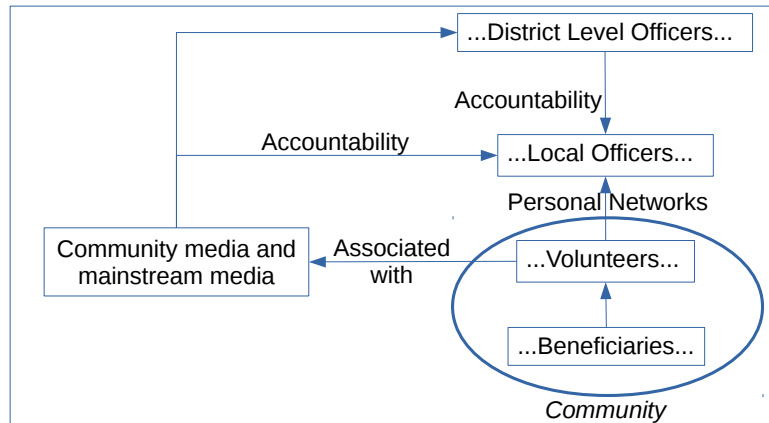 ...District Level Officers...
Accountability
Accountability
...Local Officers...
Personal Networks
Community media and
mainstream media
Associated
with
...Volunteers...
...Beneficiaries...
Community